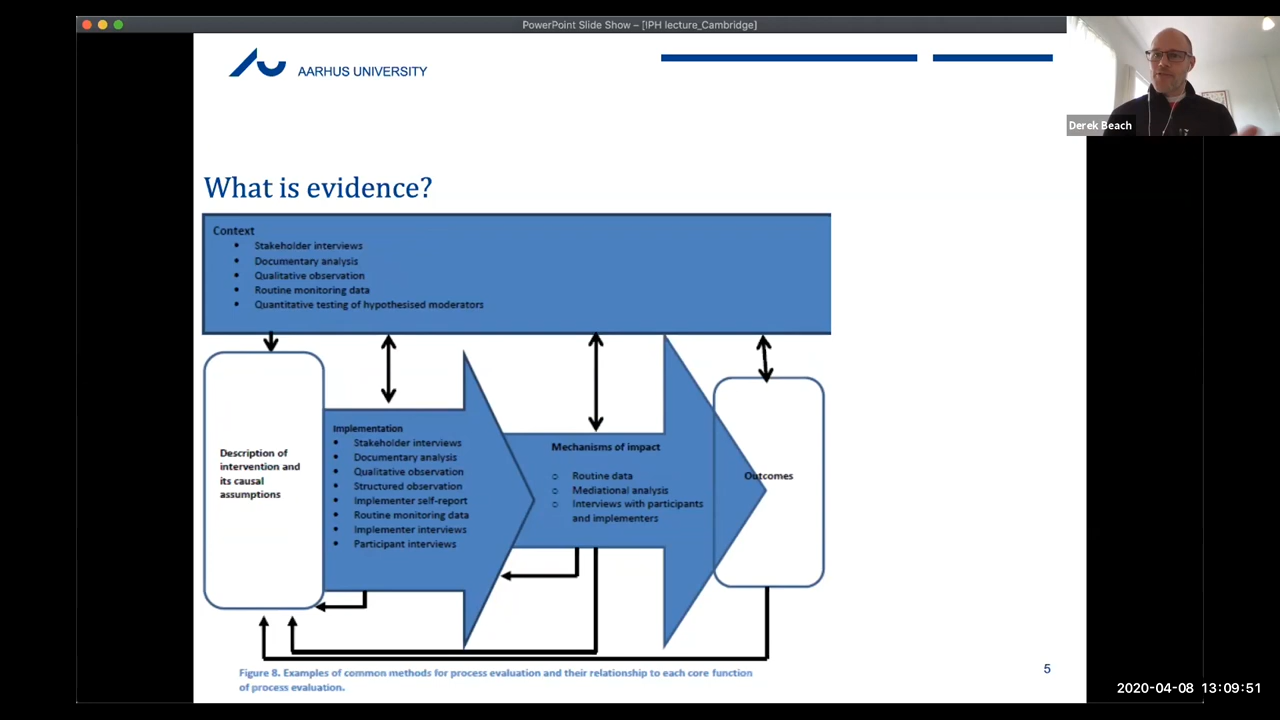 PowerPoint Slide Show – [IPH lecture_Cambridge]
AARHUS UNIVERSITY
Derek Beach
What is evidence?
Context
• Stakeholder interviews
• Documentary analysis
• Qualitative observation
• Routine monitoring data
• Quantitative testing of hypothesised moderators
Description of
intervention and
its causal
assumptions
Implementation
• Stakeholder interviews
• Documentary analysis
• Qualitative observation
• Structured observation
• Implementer self-report
• Routine monitoring data
• Implementer interviews
• Participant interviews
Mechanisms of impact
o Routine data
o Mediational analysis
o Interviews with participants
and implementers
Outcomes
Figure 8. Examples of common methods for process evaluation and their relationship to each core function
of process evaluation.
5
2020-04-08 13:09:51